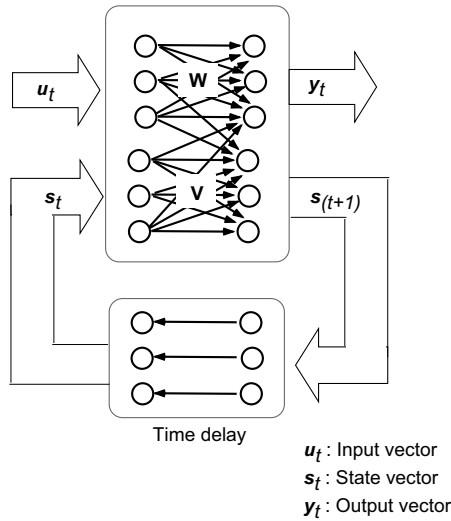 W
u_t
y_t
V
s_t
s_(t+1)
Time delay
u_t : Input vector
s_t : State vector
y_t : Output vector